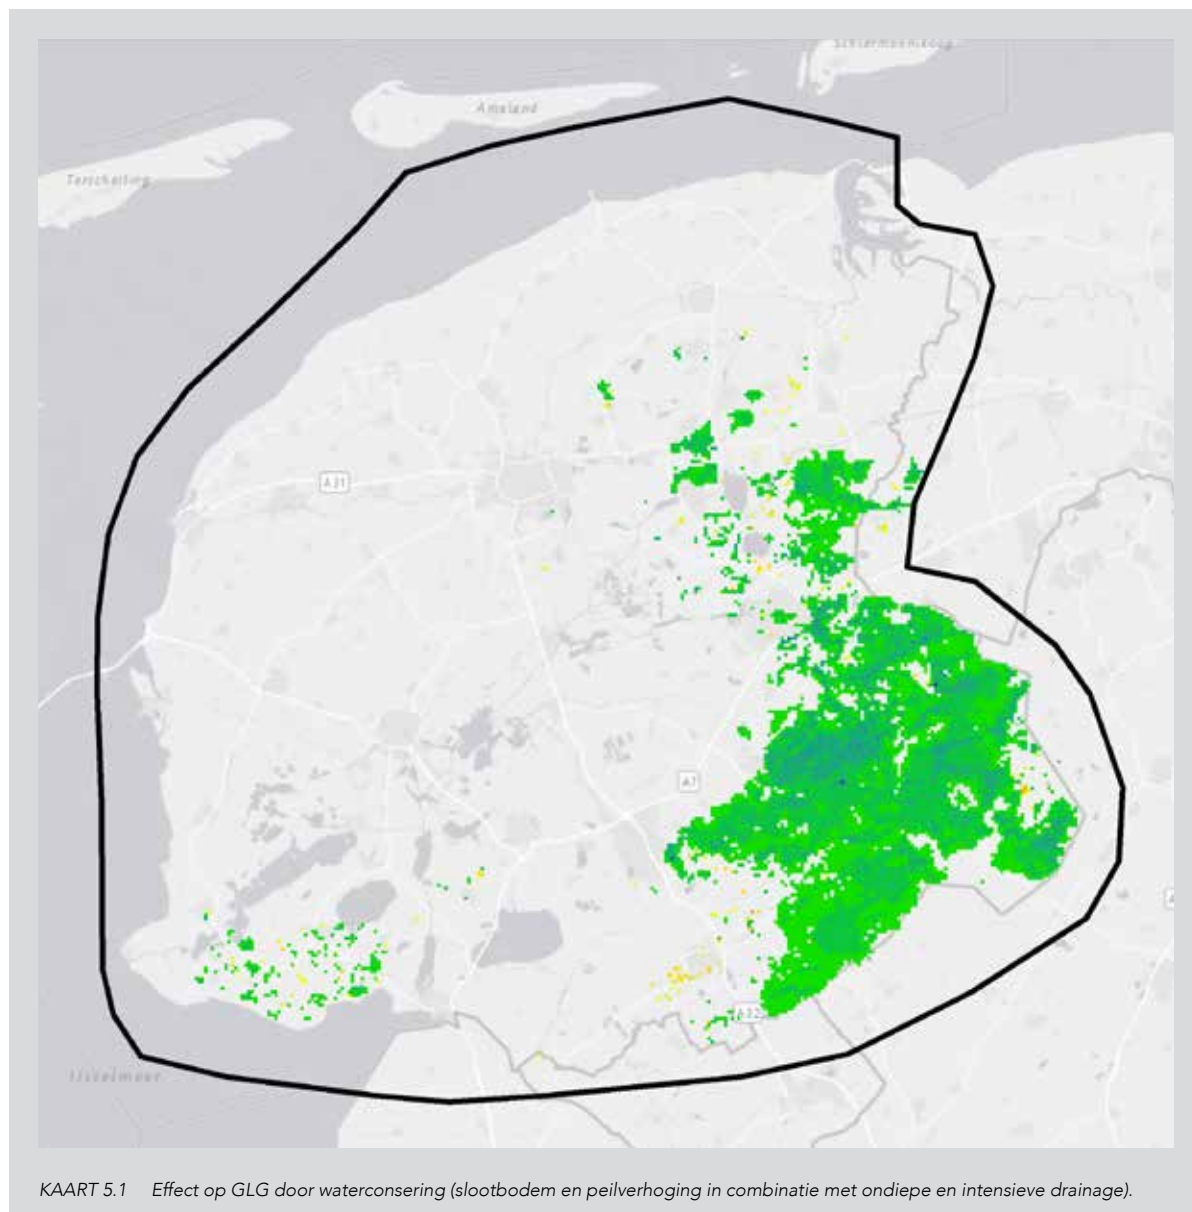 Schiermonnikoog
Ameland
Terschelling
A31
A7
A32
IJsselmeer
KAART 5.1 Effect op GLG door waterconsering (slootbodem en peilverhoging in combinatie met ondiepe en intensieve drainage).